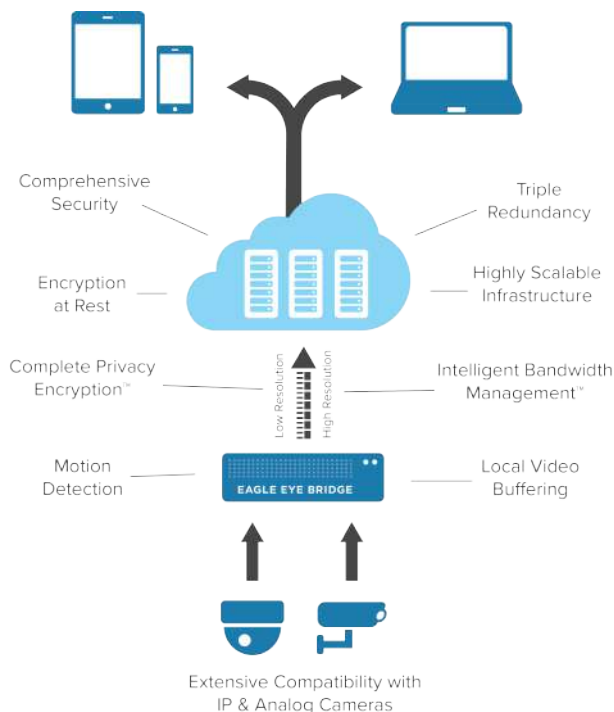 Comprehensive
Security
Triple
Redundancy
Encryption
at Rest
Highly Scalable
Infrastructure
Complete Privacy
Encryption™
Low Resolution
High Resolution
Intelligent Bandwidth
Management™
Motion
Detection
EAGLE EYE BRIDGE
Local Video
Buffering
Extensive Compatibility with
IP & Analog Cameras